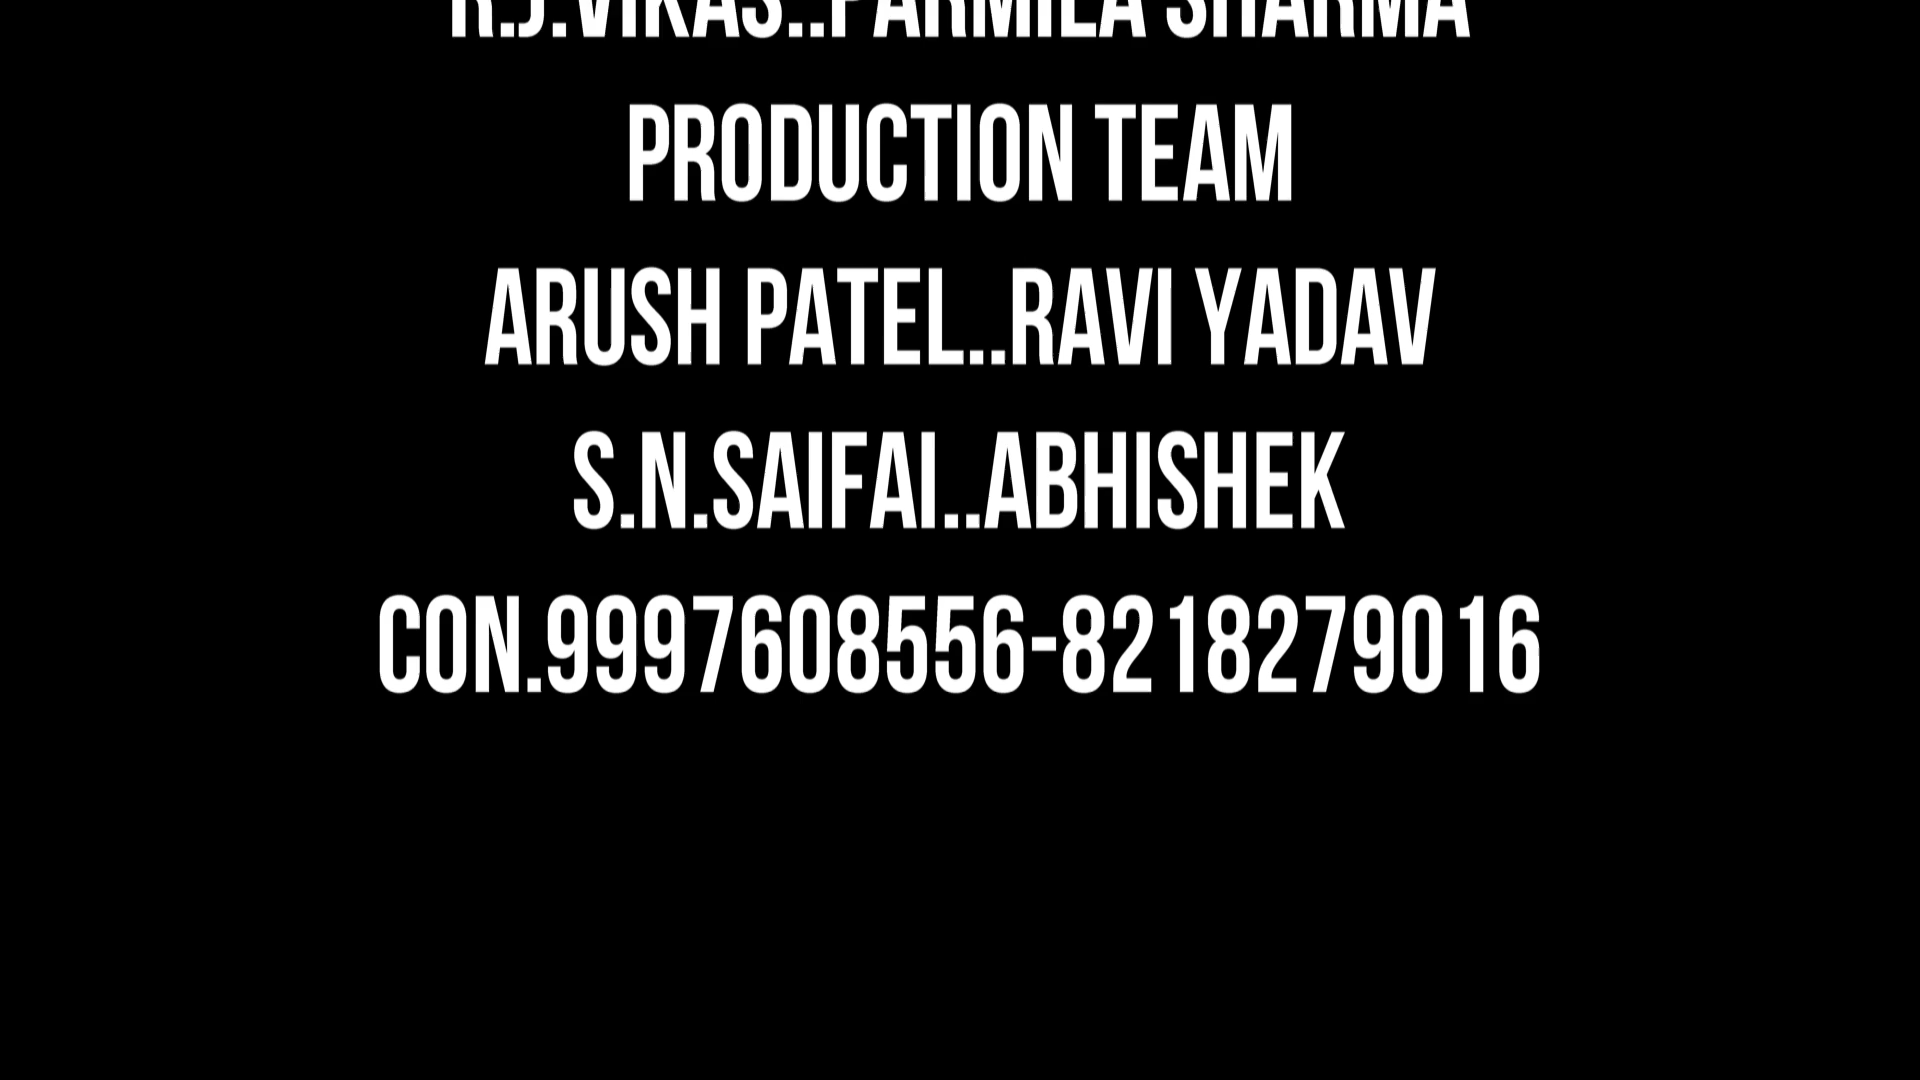 R.J.VIKAS..PARMILA SHARMA
PRODUCTION TEAM
ARUSH PATEL..RAVI YADAV
S.N.SAIFAI..ABHISHEK
CON.9997608556-8218279016